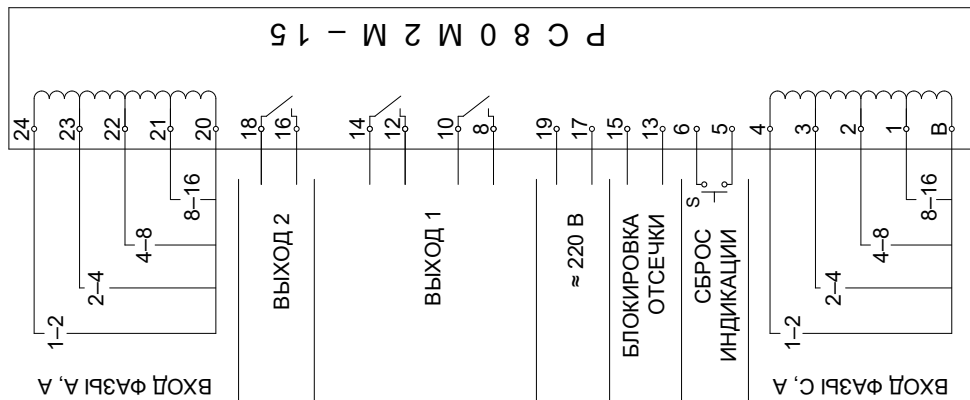 РС80М2М–15
24
23
22
21
20
18
16
14
12
10
8
19
17
15
13
6
5
4
3
2
1
В
8–16
4–8
2–4
1–2
ВХОД ФАЗЫ А, А
ВЫХОД 2
ВЫХОД 1
≈ 220 В
БЛОКИРОВКА
ОТСЕЧКИ
S
СБРОС
ИНДИКАЦИИ
8–16
4–8
2–4
1–2
ВХОД ФАЗЫ С, А